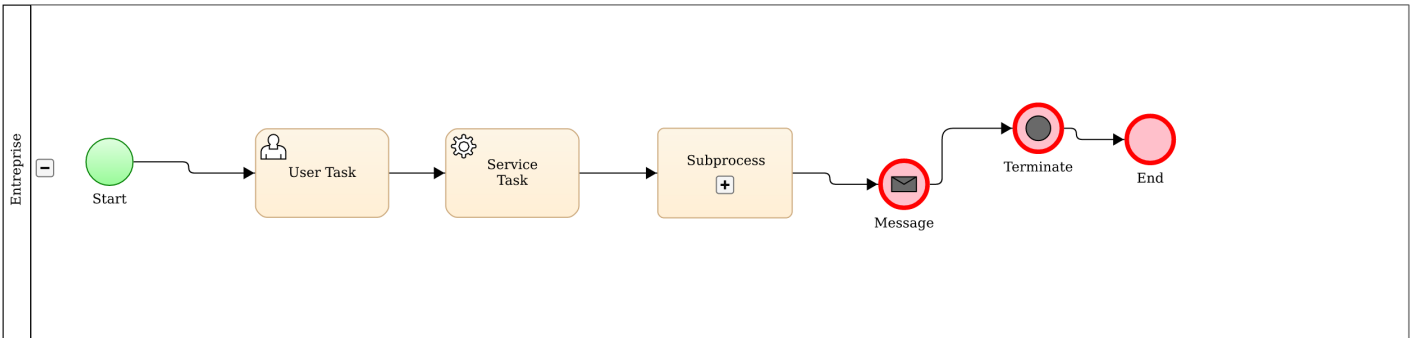 Entreprise
Start
User Task
Service
Task
Subprocess
Message
Terminate
End